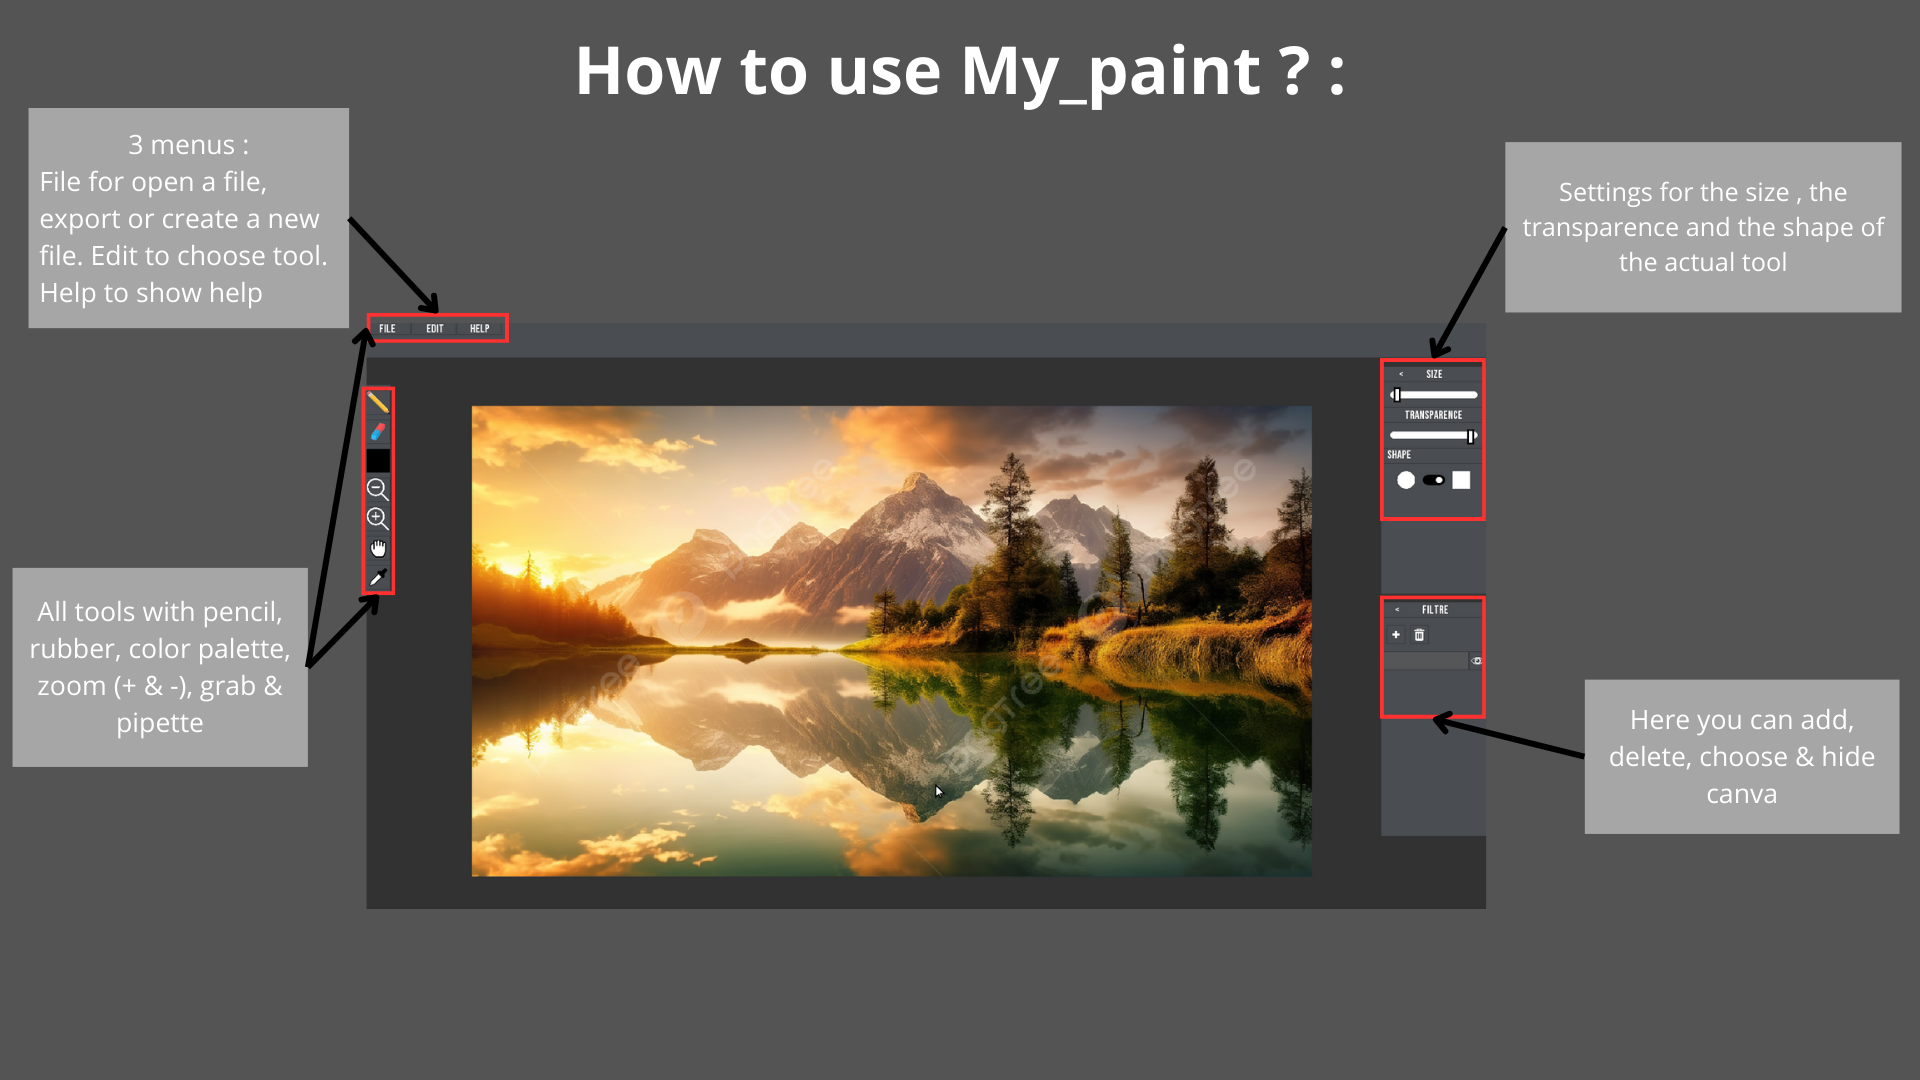 How to use My_paint ? :
3 menus :
File for open a file,
export or create a new
file. Edit to choose tool.
Help to show help
Settings for the size , the
transparence and the shape of
the actual tool
FILE EDIT HELP
< SIZE
TRANSPARENCE
SHAPE
All tools with pencil,
rubber, color palette,
zoom (+ & -), grab &
pipette
< FILTRE
Here you can add,
delete, choose & hide
canva